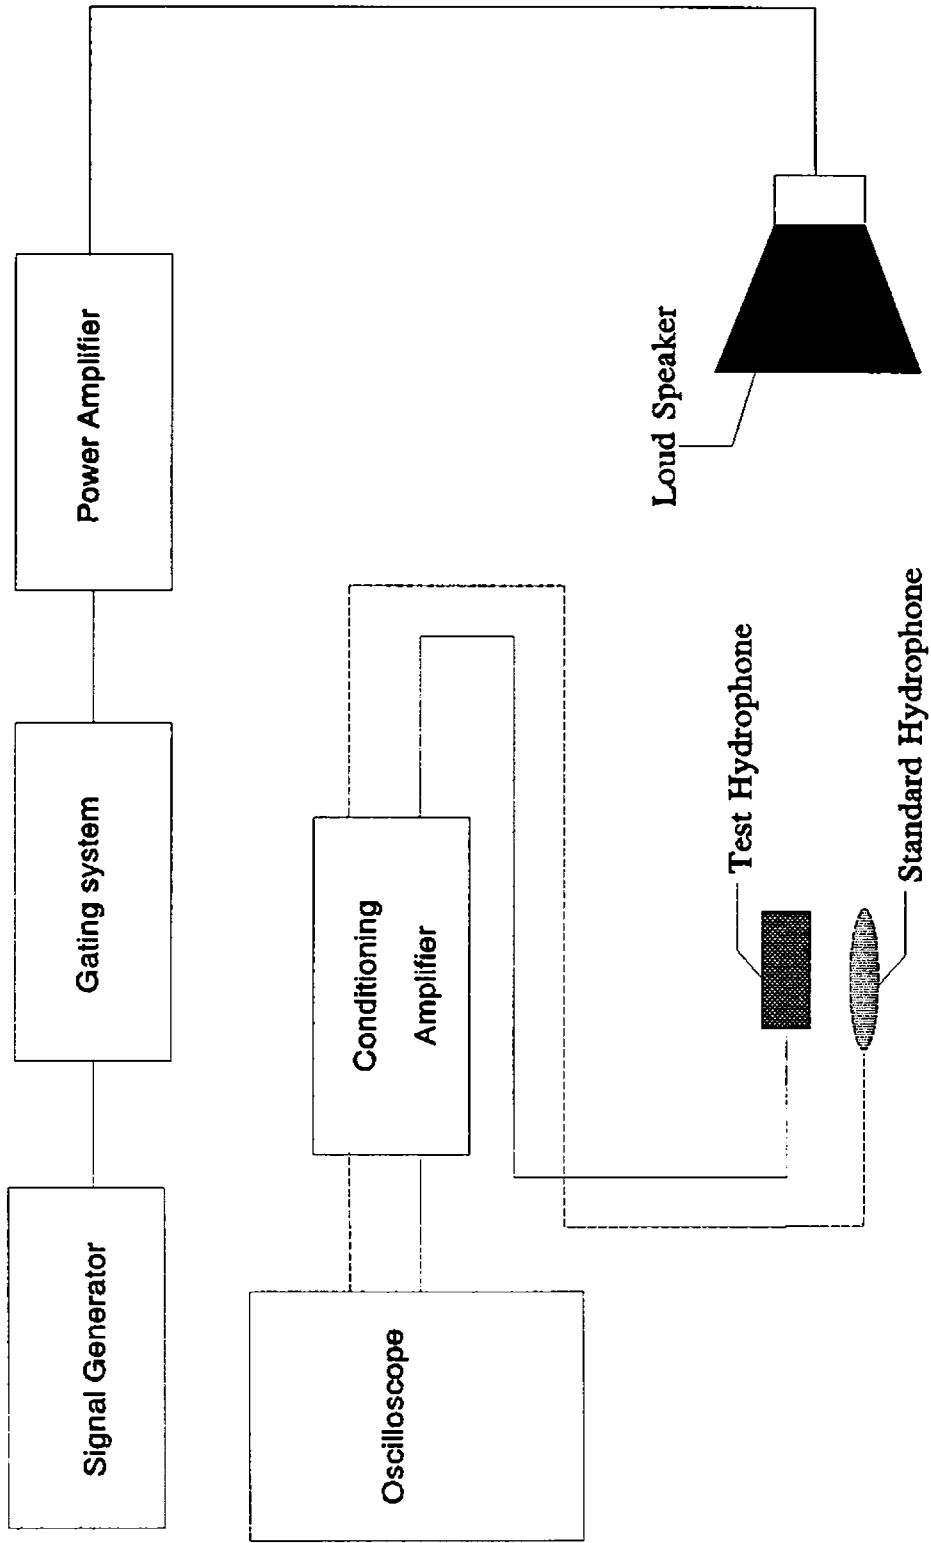 Signal Generator
Gating system
Power Amplifier
Oscilloscope
Conditioning
Amplifier
Loud Speaker
Test Hydrophone
Standard Hydrophone